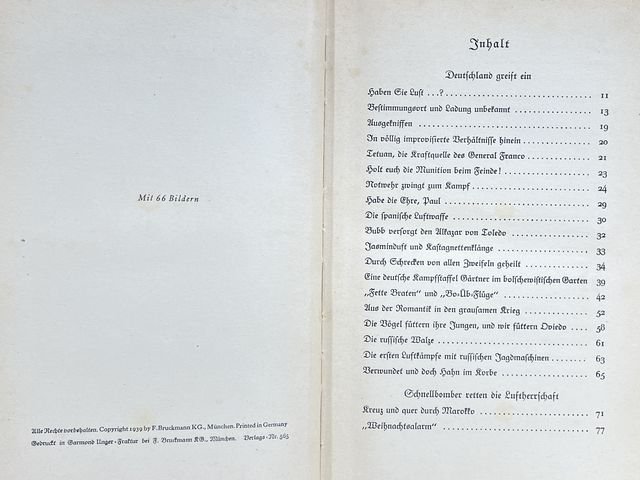 Mit 66 Bildern
Alle Rechte vorbehalten. Copyright 1939 by F. Bruckmann KG., München. Printed in Germany
Gedruckt in Garmond Unger-Fraktur bei F. Bruckmann KG., München. Verlags-Nr. 565
Inhalt
Deutschland greift ein
Haben Sie Lust ...? 11
Bestimmungsort und Ladung unbekannt 13
Ausgekniffen 19
In völlig improvisierte Verhältnisse hinein 20
Tetuan, die Kraftquelle des General Franco 21
Holt euch die Munition beim Feinde! 23
Notwehr zwingt zum Kampf 24
Habe die Ehre, Paul 29
Die spanische Luftwaffe 30
Bubb versorgt den Alkazar von Toledo 32
Jasminduft und Kastagnettenklänge 33
Durch Schrecken von allen Zweifeln geheilt 34
Eine deutsche Kampfstaffel Gärtner im bolschewistischen Garten 39
„Fette Braten“ und „Bo-Üb-Flüge“ 42
Aus der Romantik in den grausamen Krieg 52
Die Vögel füttern ihre Jungen, und wir füttern Oviedo 58
Die russische Walze 61
Die ersten Luftkämpfe mit russischen Jagdmaschinen 63
Verwundet und doch Hahn im Korbe 65
Schnellbomber retten die Luftherrschaft
Kreuz und quer durch Marokko 71
„Weihnachtsalarm“ 77